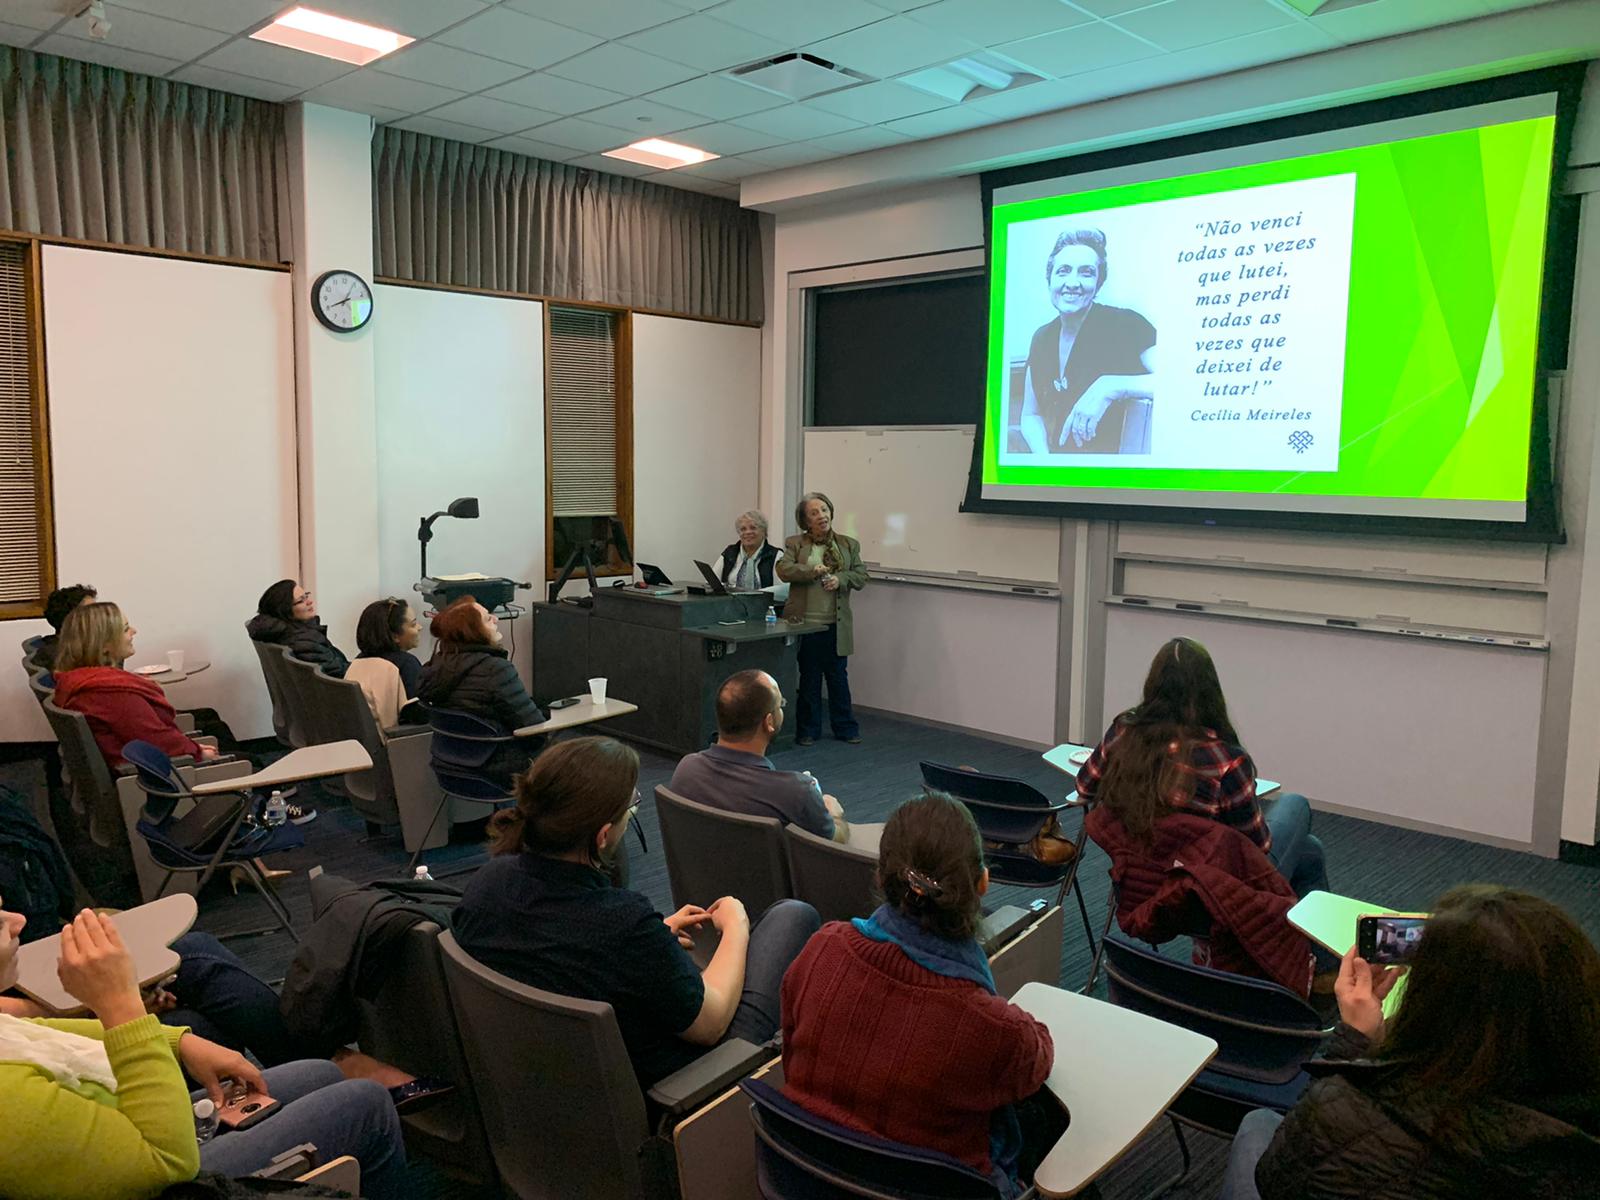 “Não venci
todas as vezes
que lutei,
mas perdi
todas as
vezes que
deixei de
lutar!”
Cecília Meireles